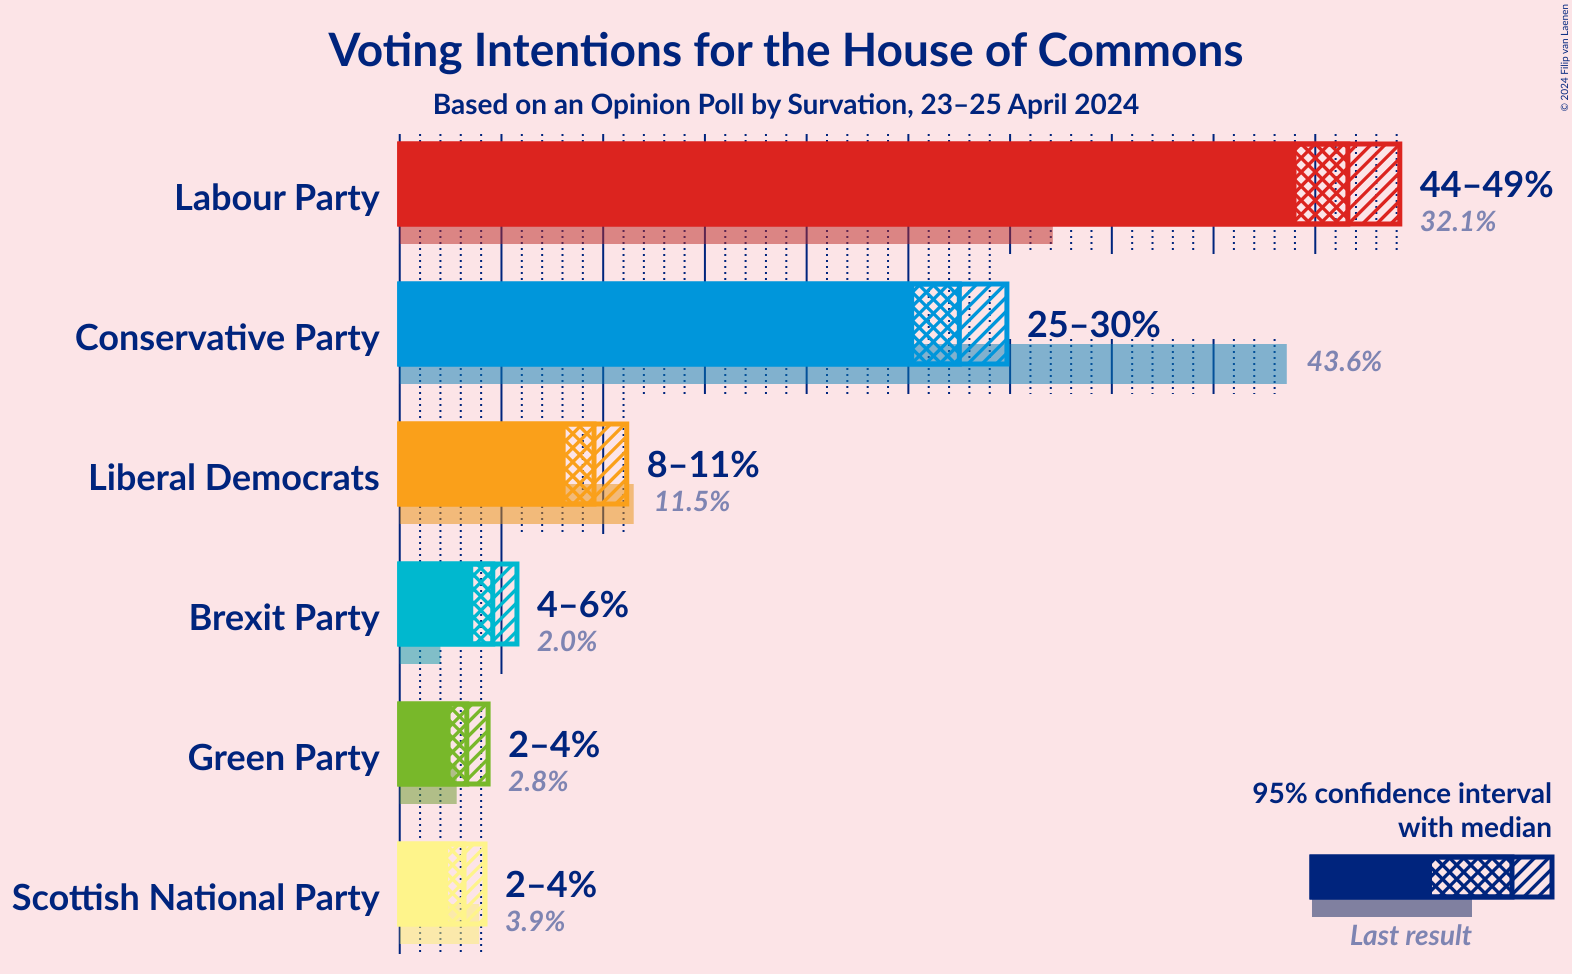 Voting Intentions for the House of Commons
Based on an Opinion Poll by Survation, 23–25 April 2024
© 2024 Filip van Laenen
Labour Party
44–49%
32.1%
Conservative Party
25–30%
43.6%
Liberal Democrats
8–11%
11.5%
Brexit Party
4–6%
2.0%
Green Party
2–4%
2.8%
Scottish National Party
2–4%
3.9%
95% confidence interval
with median
Last result